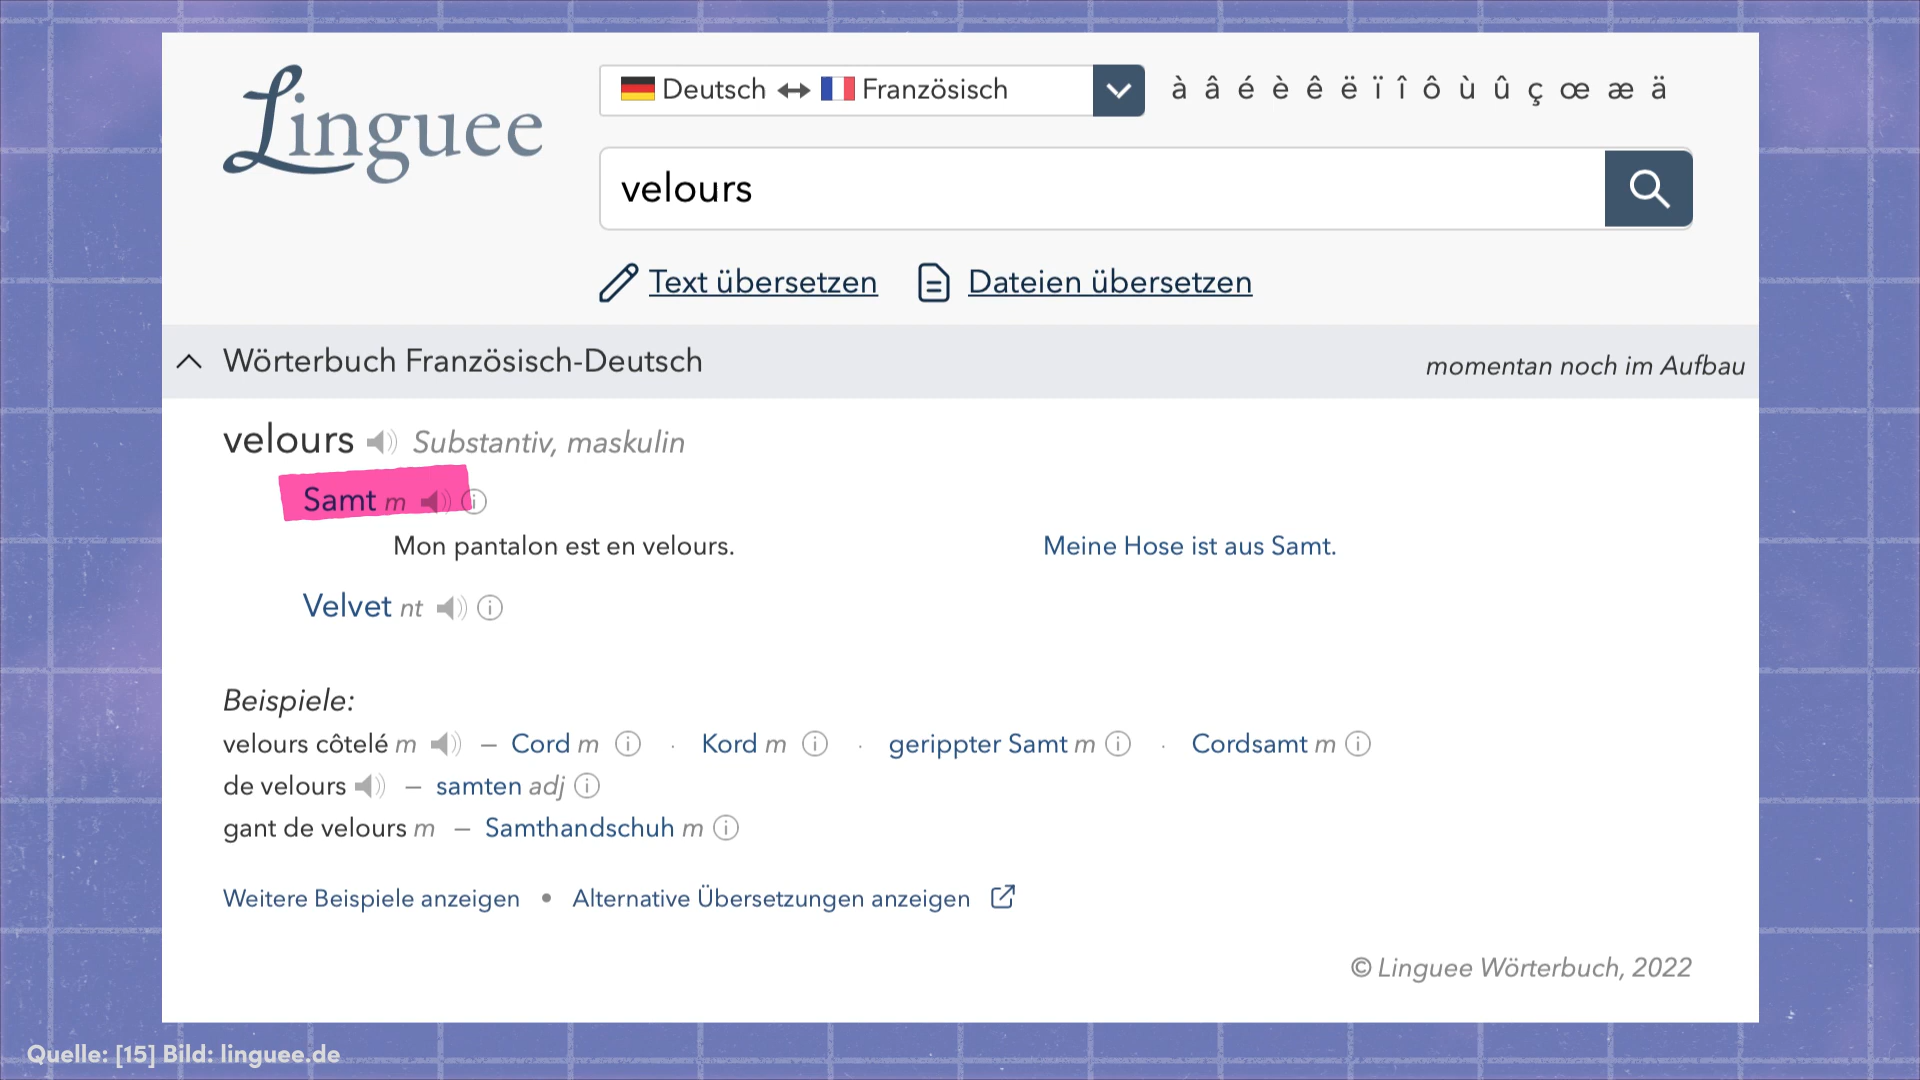 Linguee
Deutsch ↔ Französisch
à â é è ê ë ï î ô ù û ç œ æ ä
velours
Text übersetzen
Dateien übersetzen
Wörterbuch Französisch-Deutsch
momentan noch im Aufbau
velours Substantiv, maskulin
Samt m
Mon pantalon est en velours. Meine Hose ist aus Samt.
Velvet nt
Beispiele:
velours côtelé m – Cord m · Kord m · gerippter Samt m · Cordsamt m
de velours – samten adj
gant de velours m – Samthandschuh m
Weitere Beispiele anzeigen • Alternative Übersetzungen anzeigen
© Linguee Wörterbuch, 2022
Quelle: [15] Bild: linguee.de